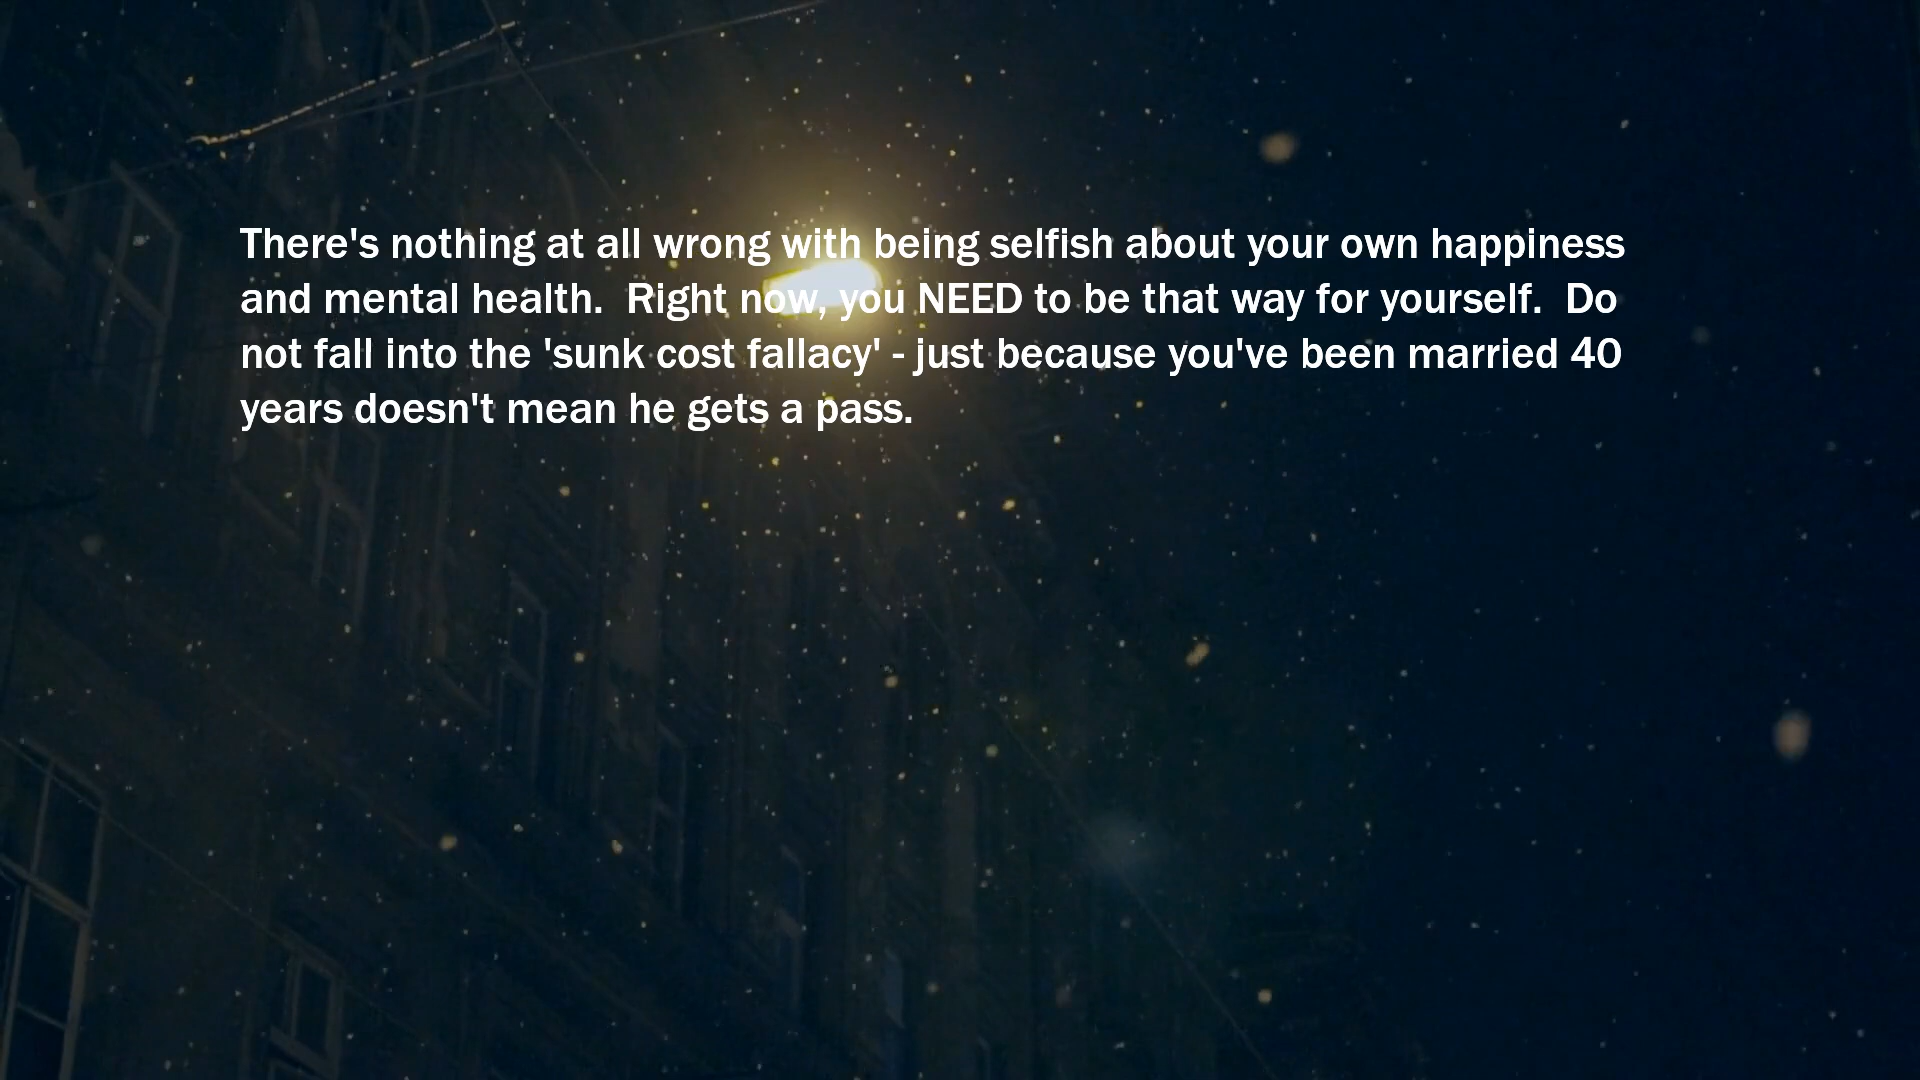 There's nothing at all wrong with being selfish about your own happiness
and mental health.  Right now, you NEED to be that way for yourself.  Do
not fall into the 'sunk cost fallacy' - just because you've been married 40
years doesn't mean he gets a pass.